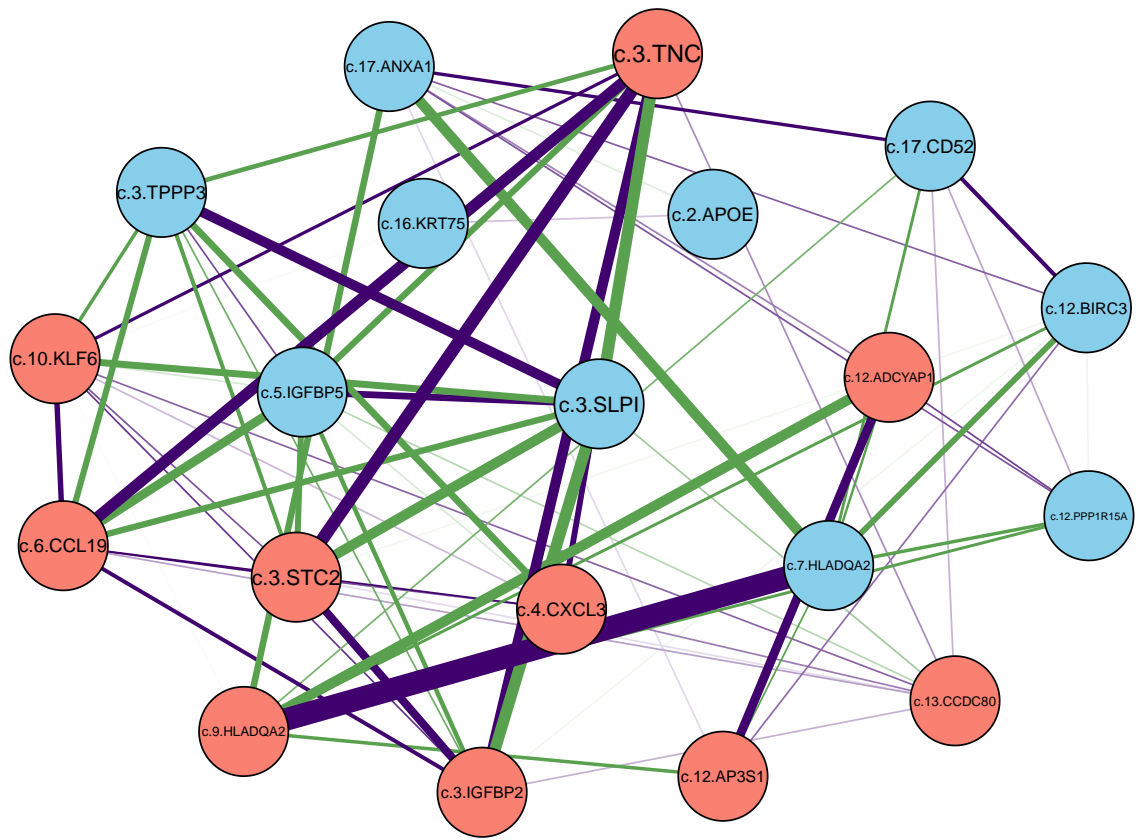 c.3.TNC
c.17.ANXA1
c.17.CD52
c.3.TPPP3
c.2.APOE
c.16.KRT75
c.12.BIRC3
c.10.KLF6
c.12.ADCYAP1
c.5.IGFBP5
c.3.SLPI
c.12.PPP1R15A
c.6.CCL19
c.7.HLADQA2
c.3.STC2
c.4.CXCL3
c.13.CCDC80
c.9.HLADQA2
c.12.AP3S1
c.3.IGFBP2